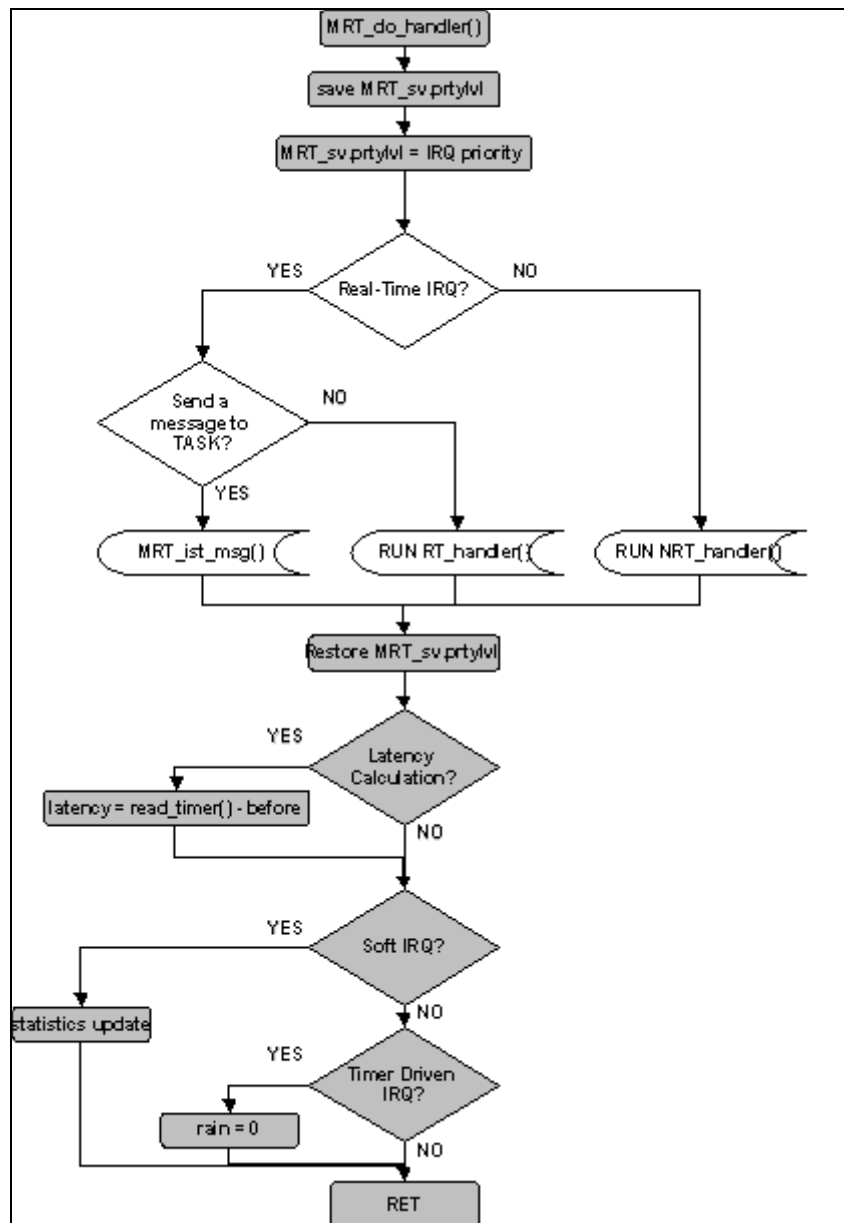 MRT_do_handler()
save MRT_sv.prtylvl
MRT_sv.prtylvl = IRQ priority
YES
NO
Real-Time IRQ?
Send a
message to
TASK?
NO
YES
MRT_ist_msg()
RUN RT_handler()
RUN NRT_handler()
Restore MRT_sv.prtylvl
YES
Latency
Calculation?
latency = read_timer() - before
NO
YES
Soft IRQ?
NO
statistics update
YES
Timer Driven
IRQ?
rain = 0
NO
RET